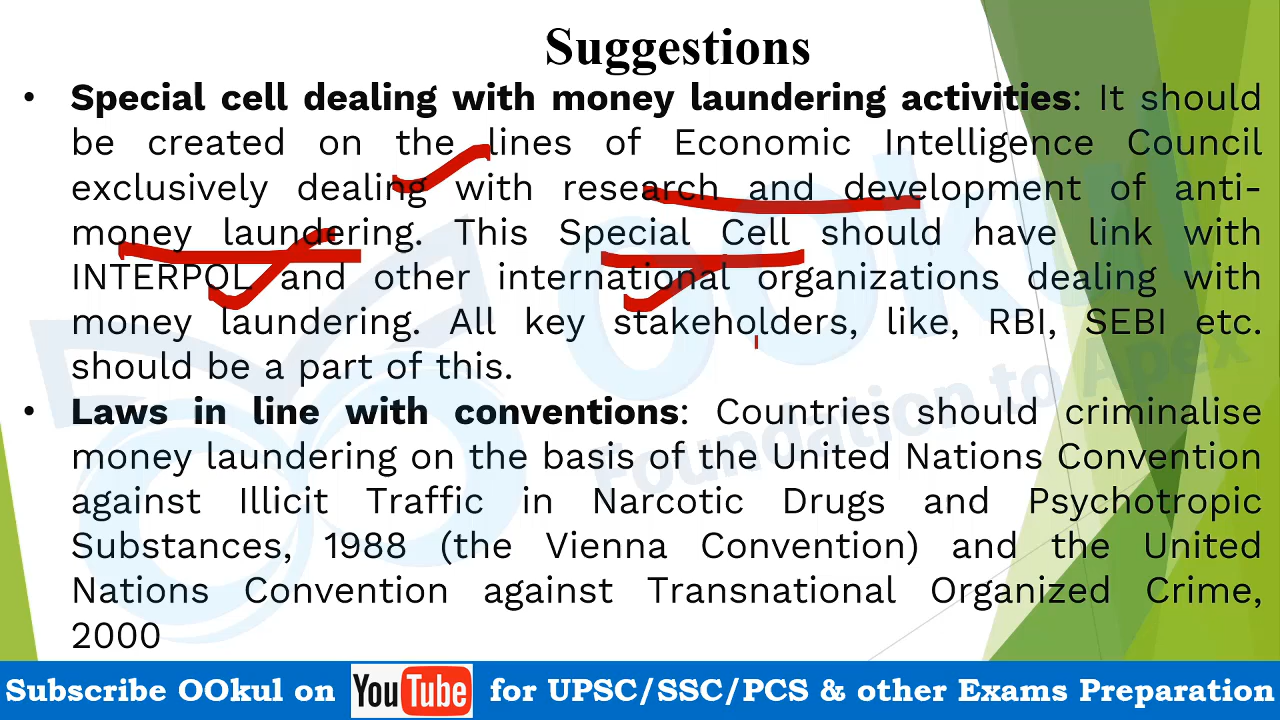 Suggestions
• Special cell dealing with money laundering activities: It should
be created on the lines of Economic Intelligence Council
exclusively dealing with research and development of anti-
money laundering. This Special Cell should have link with
INTERPOL and other international organizations dealing with
money laundering. All key stakeholders, like, RBI, SEBI etc.
should be a part of this.
• Laws in line with conventions: Countries should criminalise
money laundering on the basis of the United Nations Convention
against Illicit Traffic in Narcotic Drugs and Psychotropic
Substances, 1988 (the Vienna Convention) and the United
Nations Convention against Transnational Organized Crime,
2000
OOkul
Foundation to Apex
Subscribe OOkul on YouTube for UPSC/SSC/PCS & other Exams Preparation